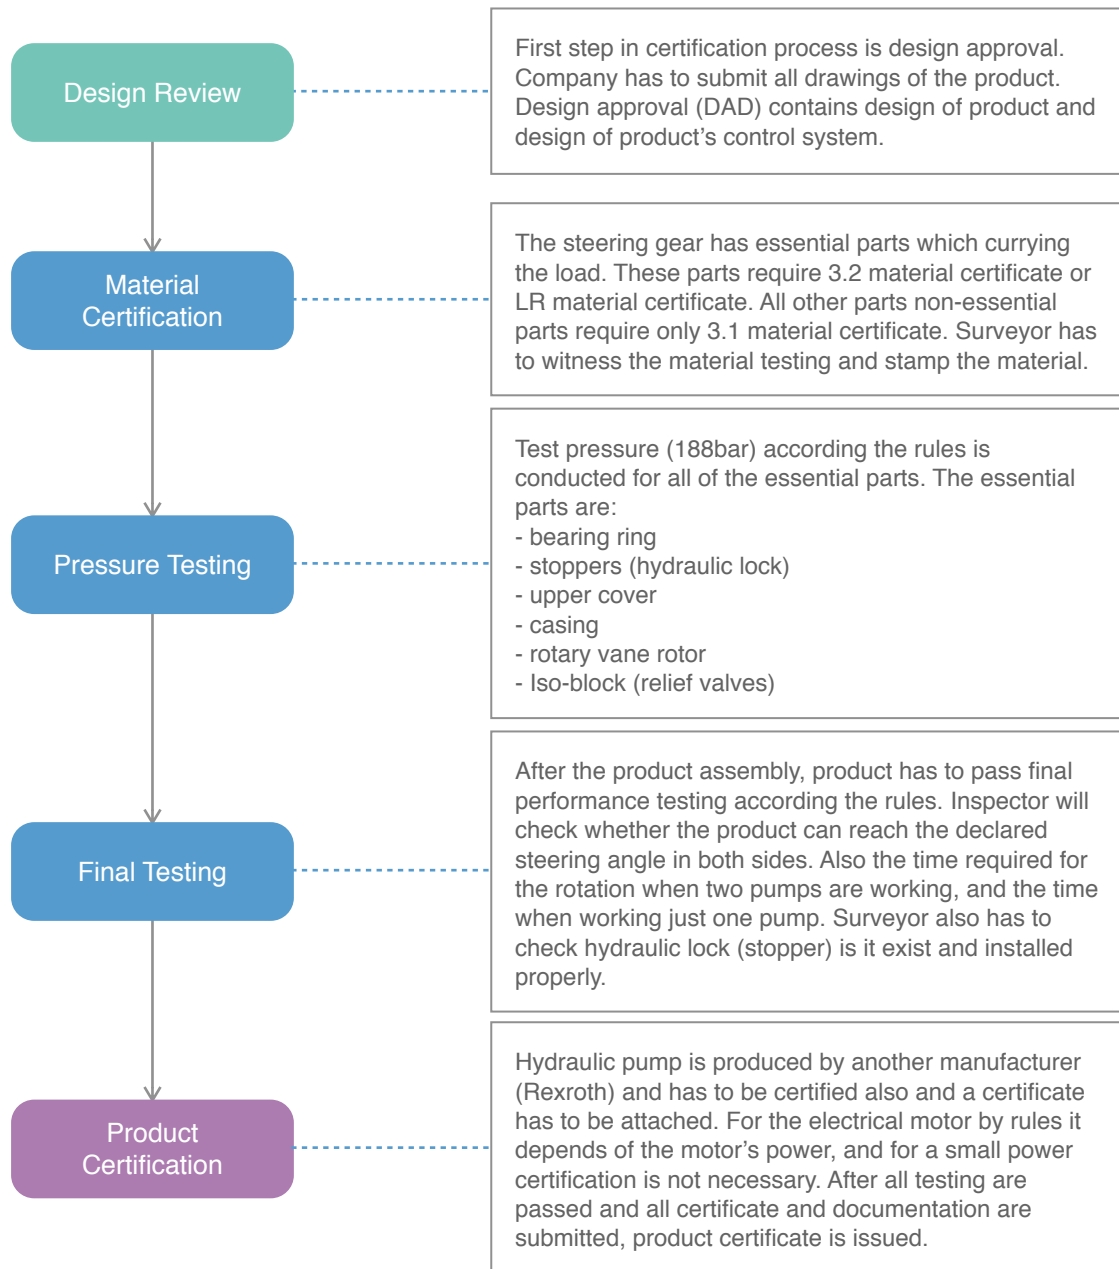 Design Review
First step in certification process is design approval.
Company has to submit all drawings of the product.
Design approval (DAD) contains design of product and
design of product’s control system.
Material
Certification
The steering gear has essential parts which currying
the load. These parts require 3.2 material certificate or
LR material certificate. All other parts non-essential
parts require only 3.1 material certificate. Surveyor has
to witness the material testing and stamp the material.
Pressure Testing
Test pressure (188bar) according the rules is
conducted for all of the essential parts. The essential
parts are:
- bearing ring
- stoppers (hydraulic lock)
- upper cover
- casing
- rotary vane rotor
- Iso-block (relief valves)
Final Testing
After the product assembly, product has to pass final
performance testing according the rules. Inspector will
check whether the product can reach the declared
steering angle in both sides. Also the time required for
the rotation when two pumps are working, and the time
when working just one pump. Surveyor also has to
check hydraulic lock (stopper) is it exist and installed
properly.
Product
Certification
Hydraulic pump is produced by another manufacturer
(Rexroth) and has to be certified also and a certificate
has to be attached. For the electrical motor by rules it
depends of the motor’s power, and for a small power
certification is not necessary. After all testing are
passed and all certificate and documentation are
submitted, product certificate is issued.